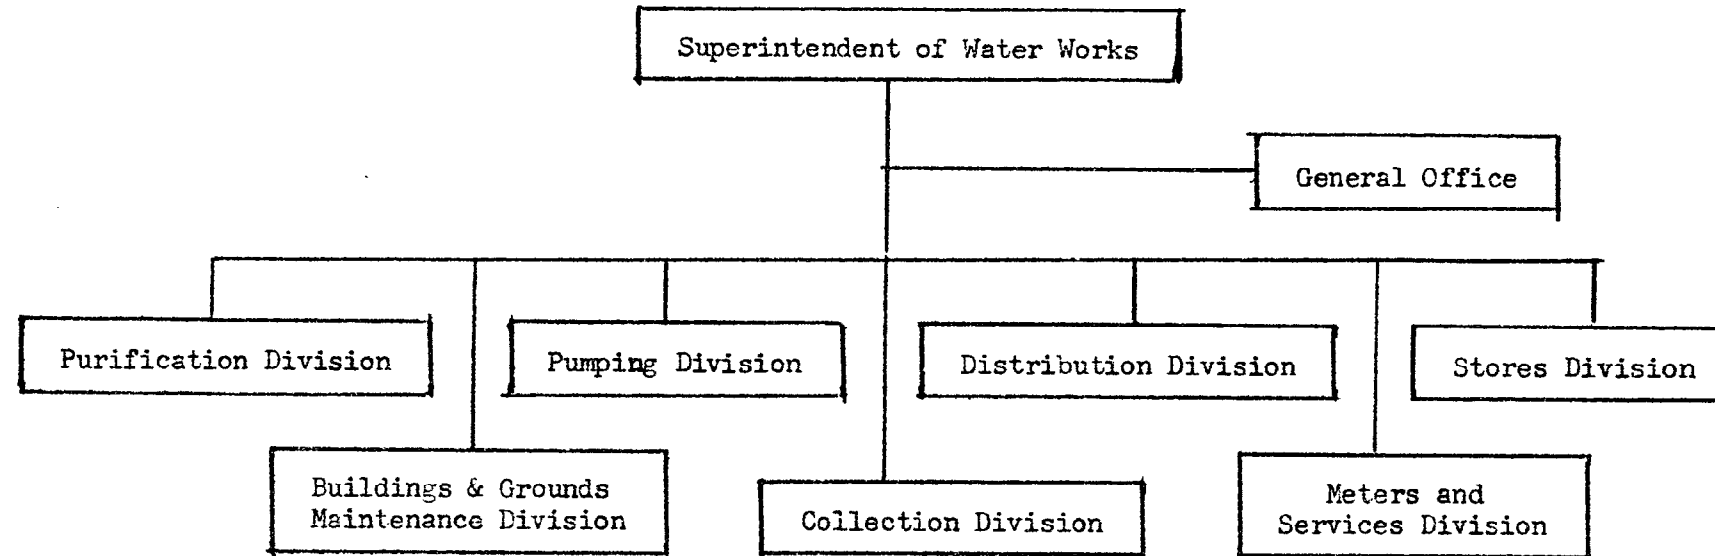 Superintendent of Water Works
General Office
Purification Division
Pumping Division
Distribution Division
Stores Division
Buildings & Grounds
Maintenance Division
Collection Division
Meters and
Services Division